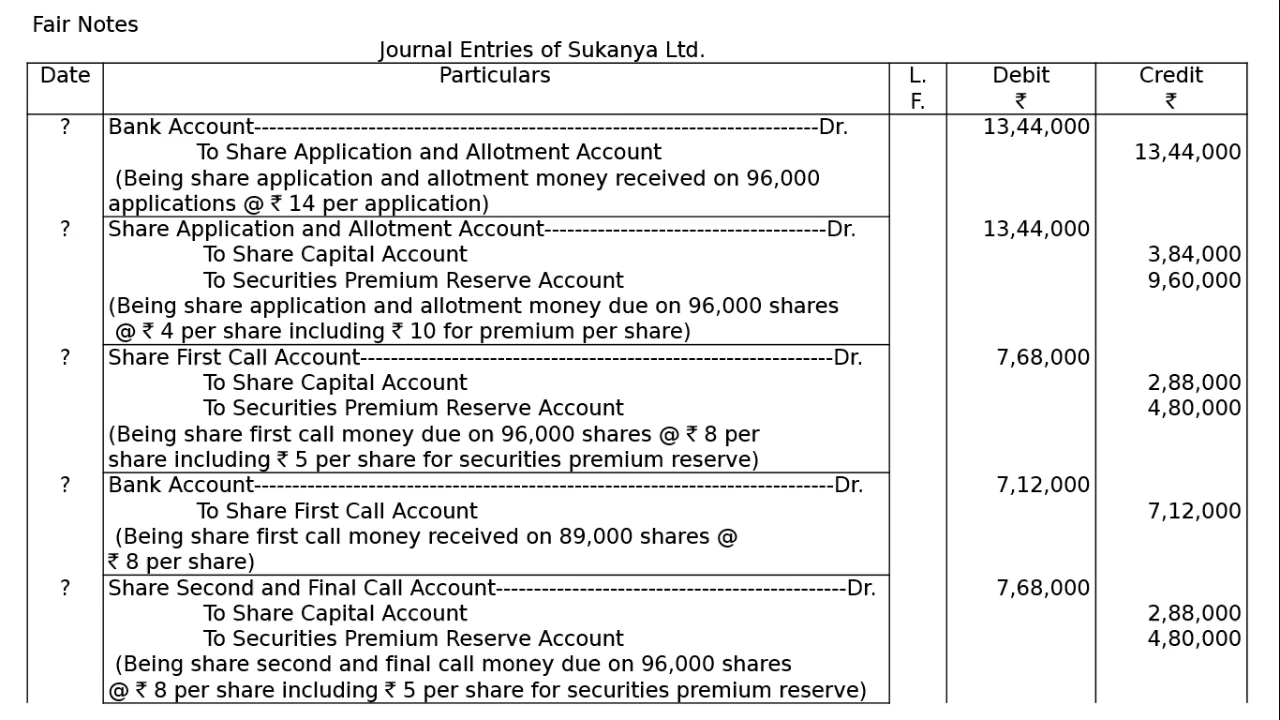 Fair Notes
Journal Entries of Sukanya Ltd.
Date Particulars L. Debit Credit
F. ₹ ₹
? Bank Account--------------------------------------------------------------------------Dr. 13,44,000
To Share Application and Allotment Account 13,44,000
(Being share application and allotment money received on 96,000
applications @ ₹ 14 per application)
? Share Application and Allotment Account-------------------------------------Dr. 13,44,000
To Share Capital Account 3,84,000
To Securities Premium Reserve Account 9,60,000
(Being share application and allotment money due on 96,000 shares
@ ₹ 4 per share including ₹ 10 for premium per share)
? Share First Call Account--------------------------------------------------------------Dr. 7,68,000
To Share Capital Account 2,88,000
To Securities Premium Reserve Account 4,80,000
(Being share first call money due on 96,000 shares @ ₹ 8 per
share including ₹ 5 per share for securities premium reserve)
? Bank Account----------------------------------------------------------------------------Dr. 7,12,000
To Share First Call Account 7,12,000
(Being share first call money received on 89,000 shares @
₹ 8 per share)
? Share Second and Final Call Account----------------------------------------------Dr. 7,68,000
To Share Capital Account 2,88,000
To Securities Premium Reserve Account 4,80,000
(Being share second and final call money due on 96,000 shares
@ ₹ 8 per share including ₹ 5 per share for securities premium reserve)